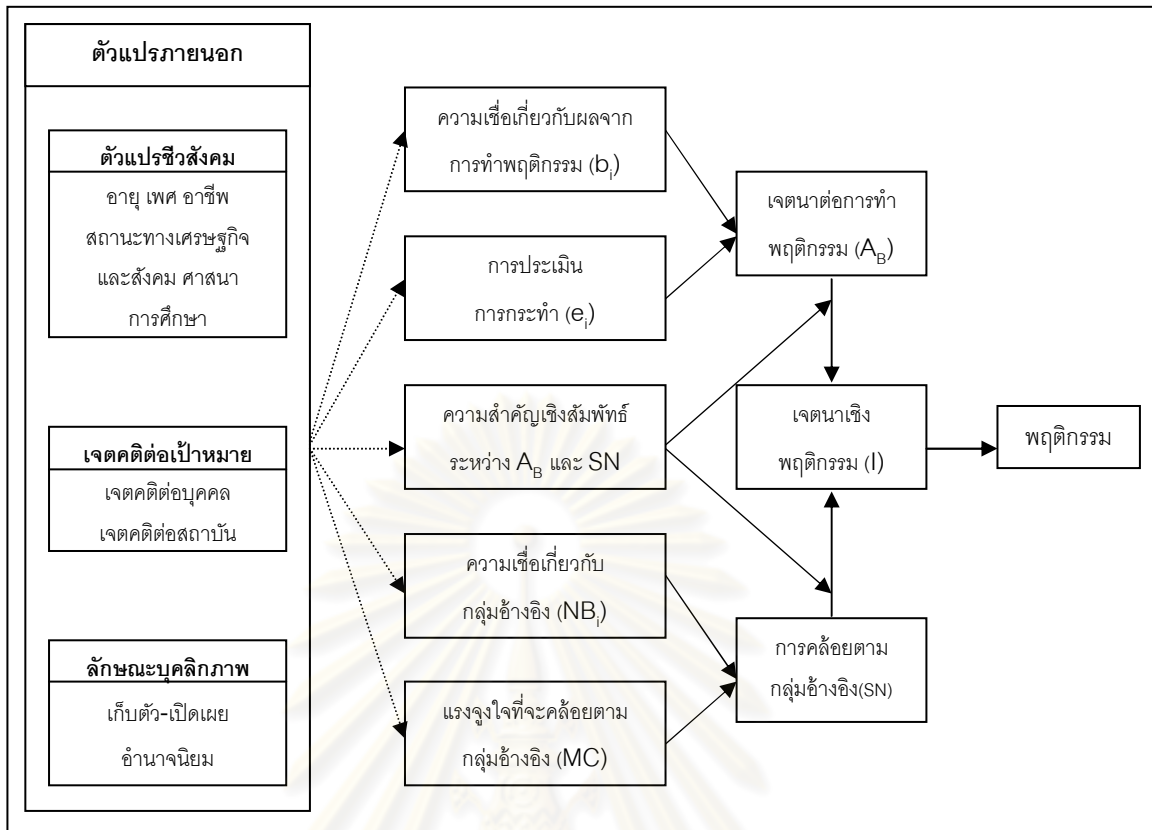 ตัวแปรภายนอก
ตัวแปรชีวสังคม
อายุ เพศ อาชีพ
สถานะทางเศรษฐกิจ
และสังคม ศาสนา
การศึกษา
เจตคติต่อเป้าหมาย
เจตคติต่อบุคคล
เจตคติต่อสถาบัน
ลักษณะบุคลิกภาพ
เก็บตัว-เปิดเผย
อำนาจนิยม
ความเชื่อเกี่ยวกับผลจาก
การทำพฤติกรรม (bi)
การประเมิน
การกระทำ (ei)
ความสำคัญเชิงสัมพัทธ์
ระหว่าง AB และ SN
ความเชื่อเกี่ยวกับ
กลุ่มอ้างอิง (NBi)
แรงจูงใจที่จะคล้อยตาม
กลุ่มอ้างอิง (MC)
เจตนาต่อการทำ
พฤติกรรม (AB)
เจตนาเชิง
พฤติกรรม (I)
การคล้อยตาม
กลุ่มอ้างอิง(SN)
พฤติกรรม